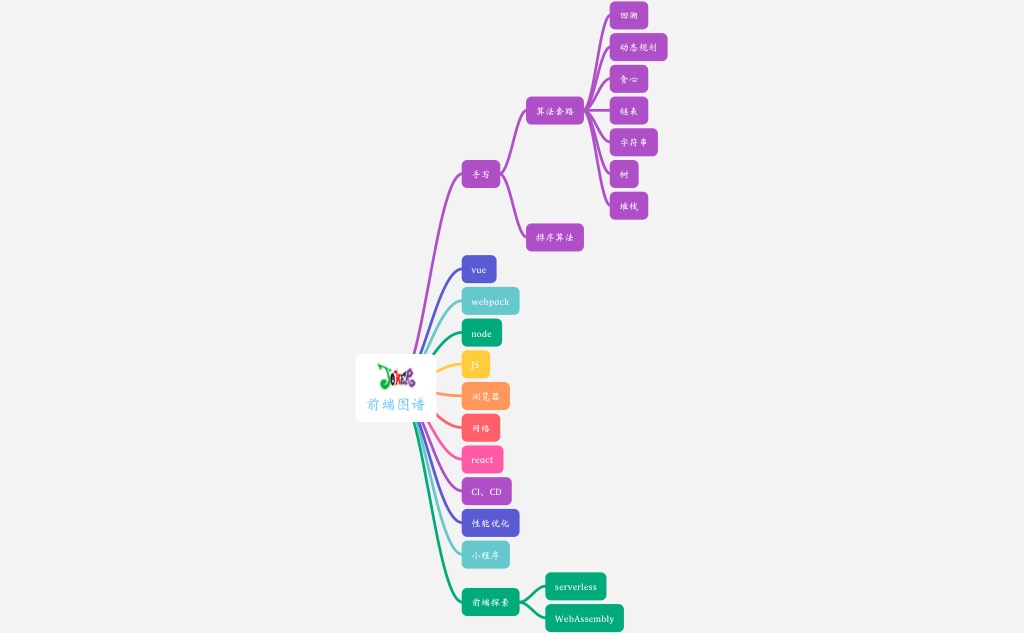 JOKER
前端图谱
手写
算法套路
回溯
动态规划
贪心
链表
字符串
树
堆栈
排序算法
vue
webpack
node
JS
浏览器
网络
react
CI、CD
性能优化
小程序
前端探索
serverless
WebAssembly